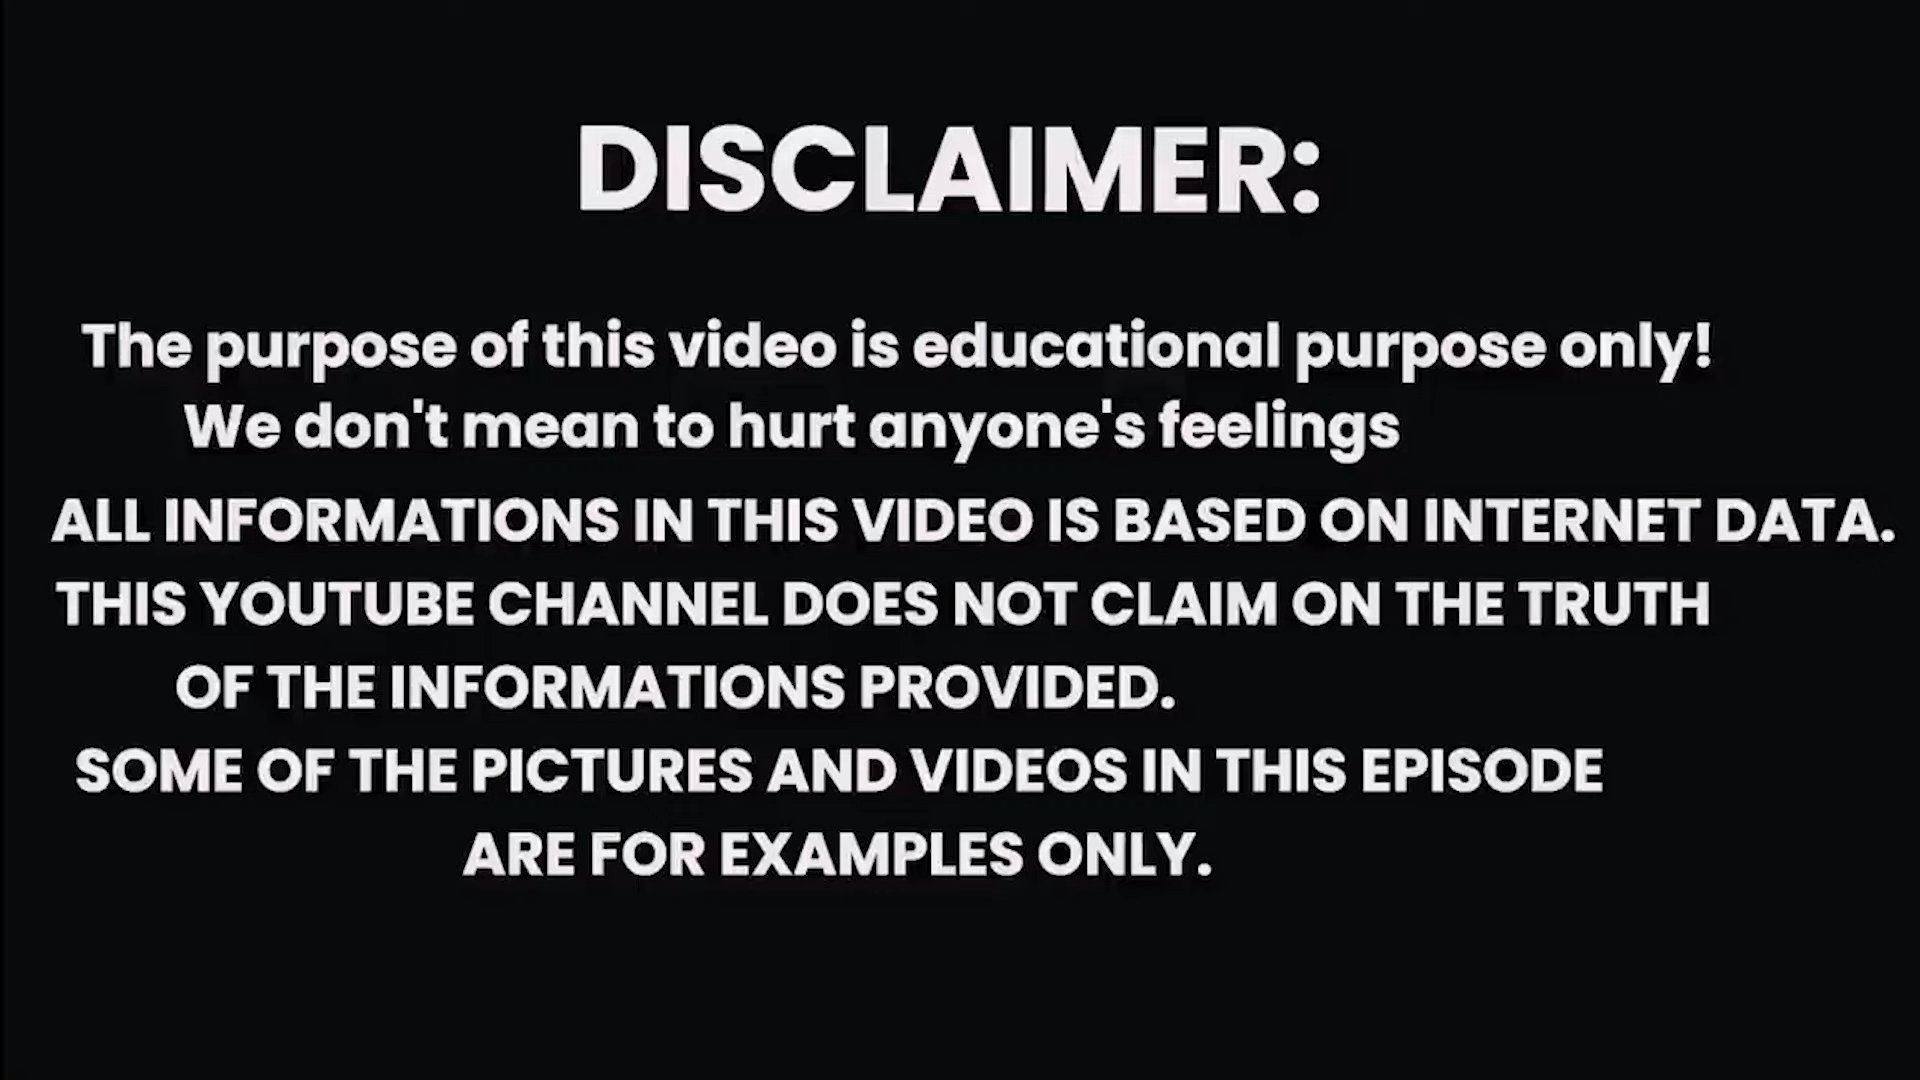 DISCLAIMER:
The purpose of this video is educational purpose only!
We don't mean to hurt anyone's feelings
ALL INFORMATIONS IN THIS VIDEO IS BASED ON INTERNET DATA.
THIS YOUTUBE CHANNEL DOES NOT CLAIM ON THE TRUTH
OF THE INFORMATIONS PROVIDED.
SOME OF THE PICTURES AND VIDEOS IN THIS EPISODE
ARE FOR EXAMPLES ONLY.